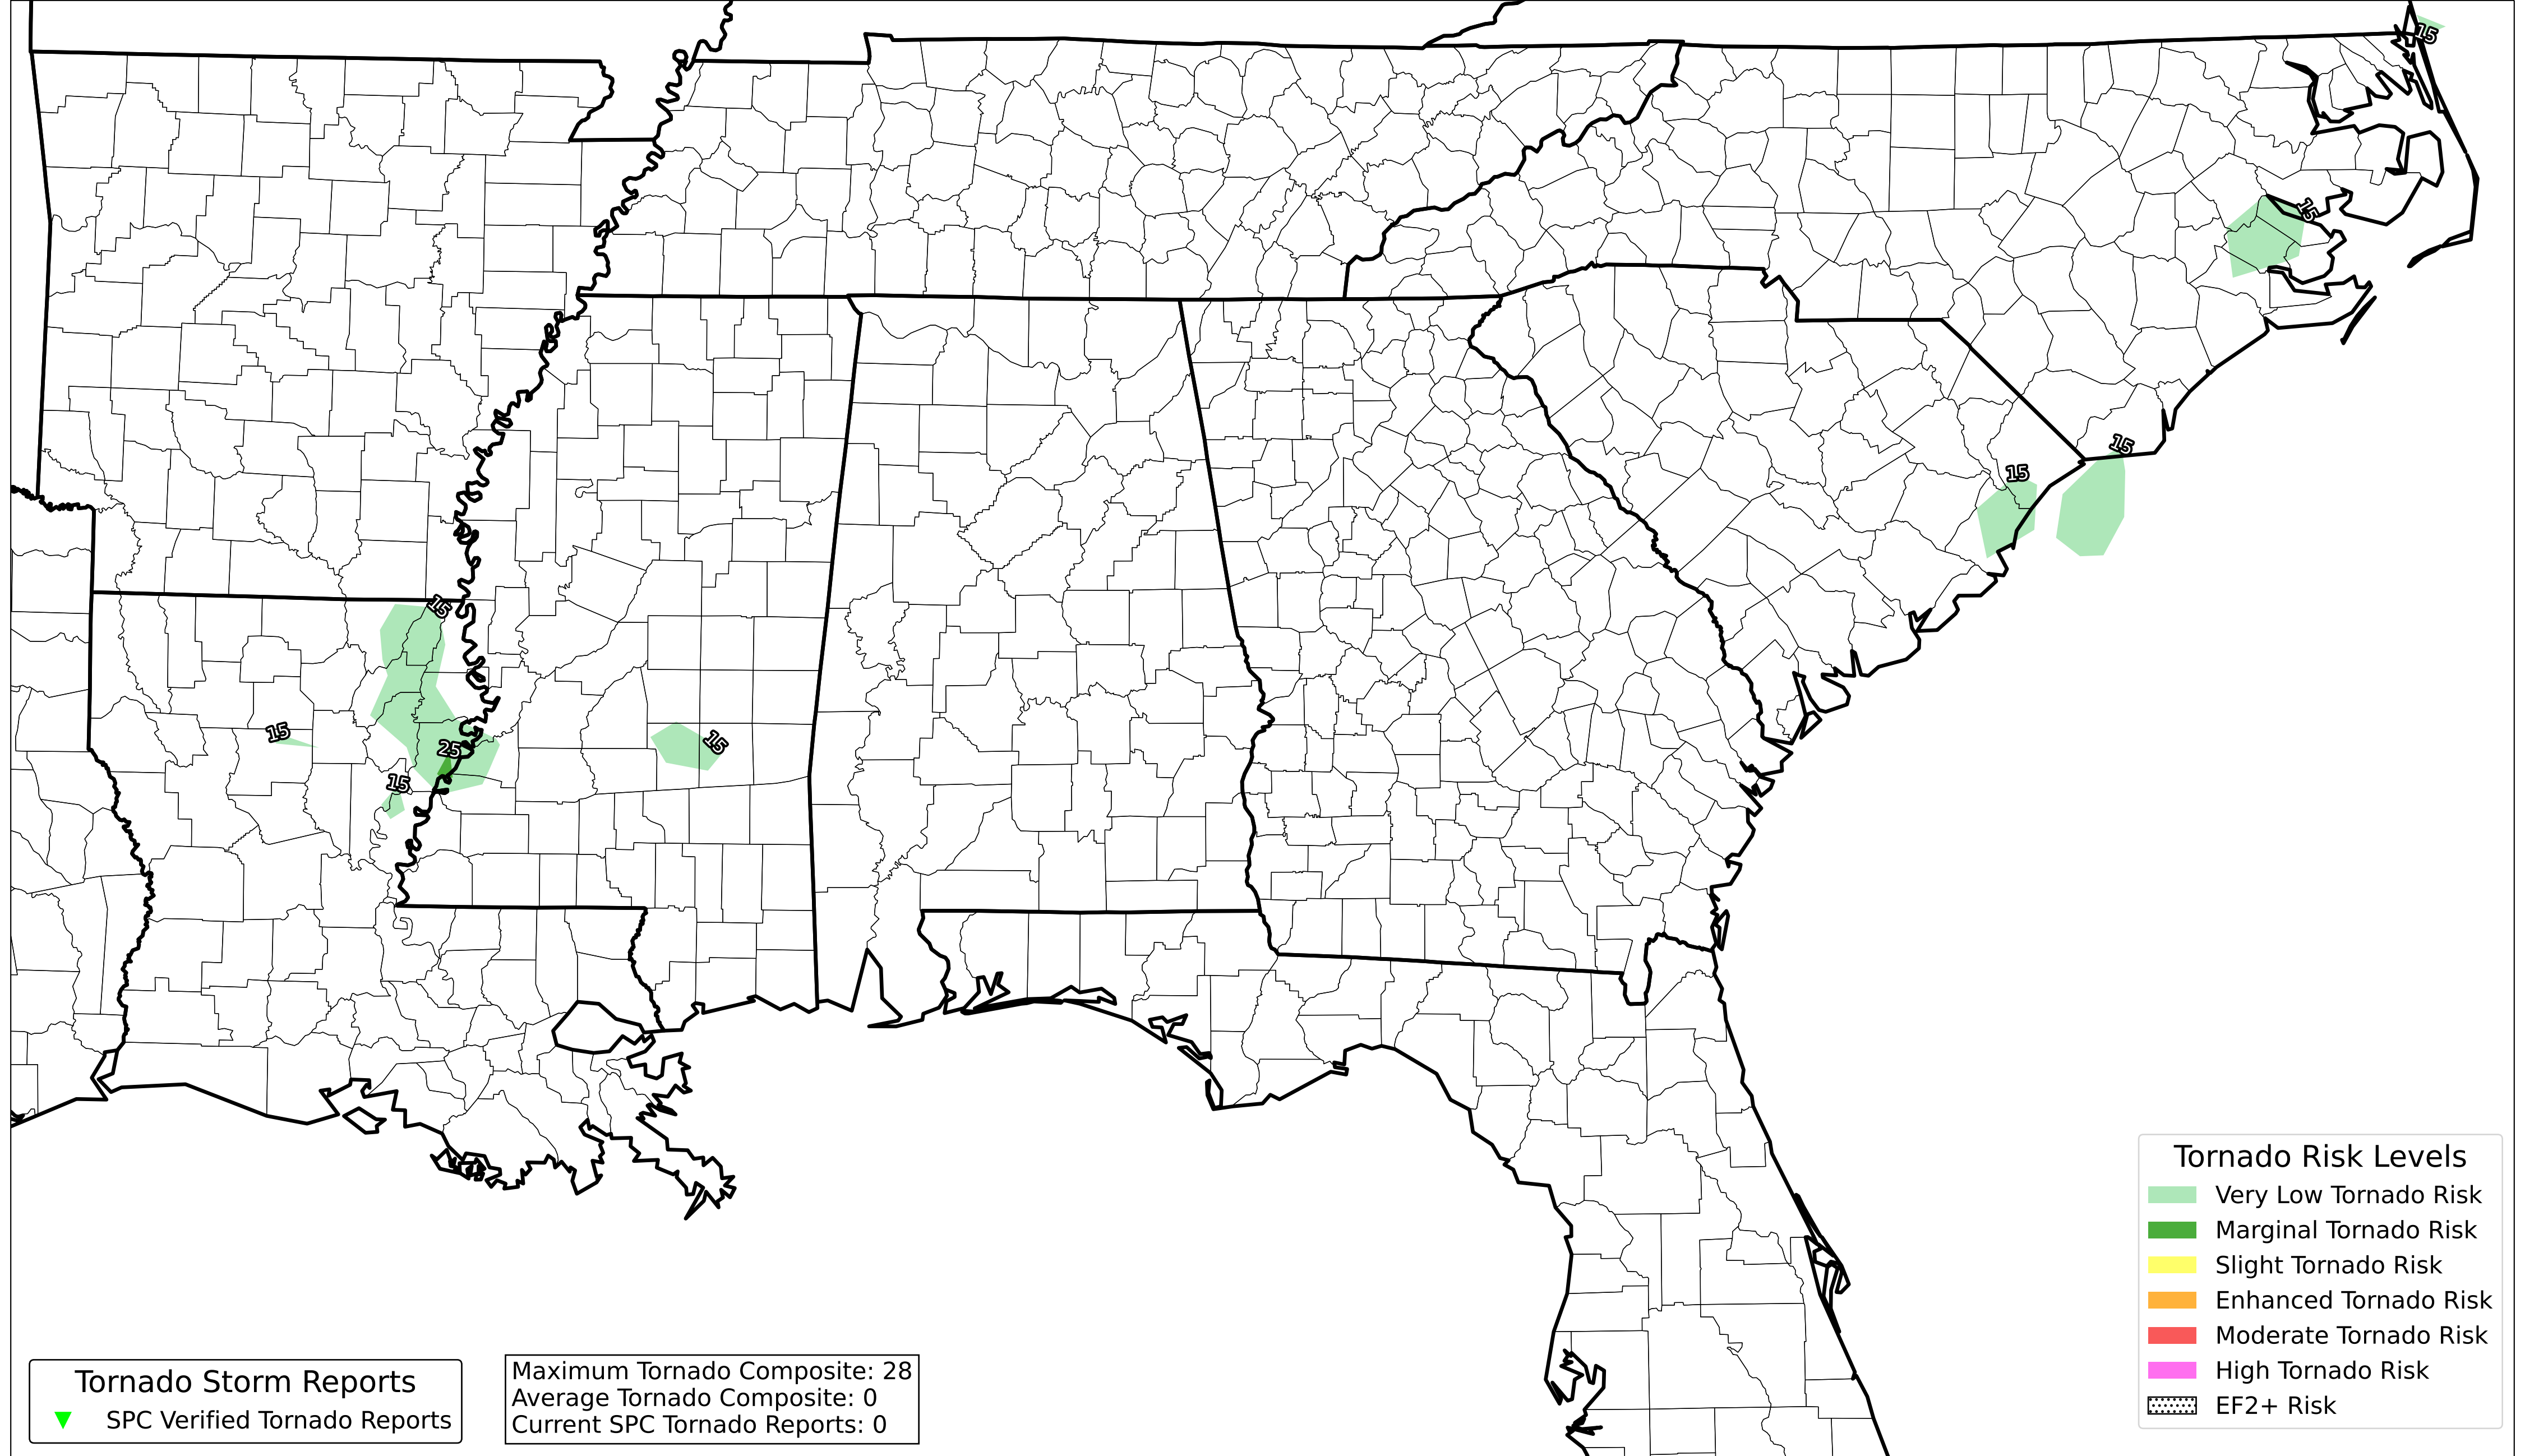 15
15
15
15
15
15
15
25
15
15
Tornado Risk Levels
Very Low Tornado Risk
Marginal Tornado Risk
Slight Tornado Risk
Enhanced Tornado Risk
Moderate Tornado Risk
High Tornado Risk
EF2+ Risk
Tornado Storm Reports
SPC Verified Tornado Reports
Maximum Tornado Composite: 28
Average Tornado Composite: 0
Current SPC Tornado Reports: 0